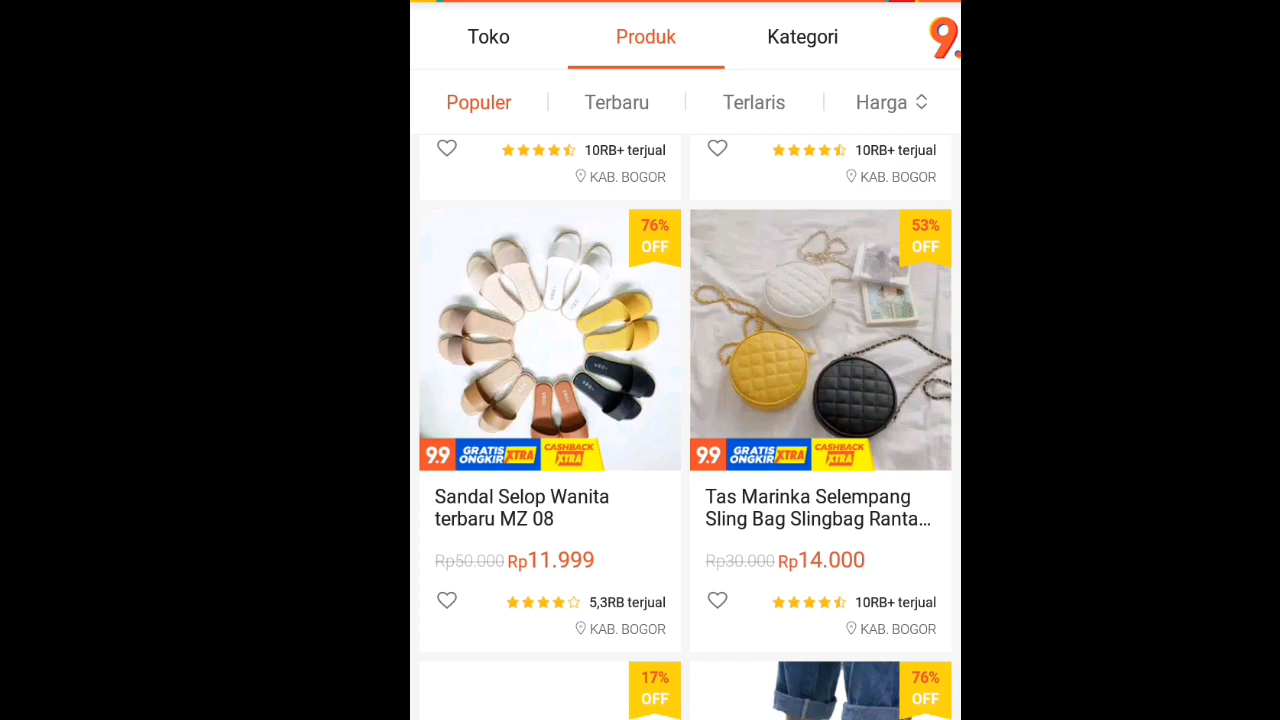 Toko
Produk
Kategori
9.
Populer
Terbaru
Terlaris
Harga
10RB+ terjual
KAB. BOGOR
10RB+ terjual
KAB. BOGOR
76%
OFF
9.9 GRATIS ONGKIR XTRA CASHBACK XTRA
Sandal Selop Wanita
terbaru MZ 08
Rp50.000 Rp11.999
5,3RB terjual
KAB. BOGOR
53%
OFF
9.9 GRATIS ONGKIR XTRA CASHBACK XTRA
Tas Marinka Selempang
Sling Bag Slingbag Ranta...
Rp30.000 Rp14.000
10RB+ terjual
KAB. BOGOR
17%
OFF
76%
OFF